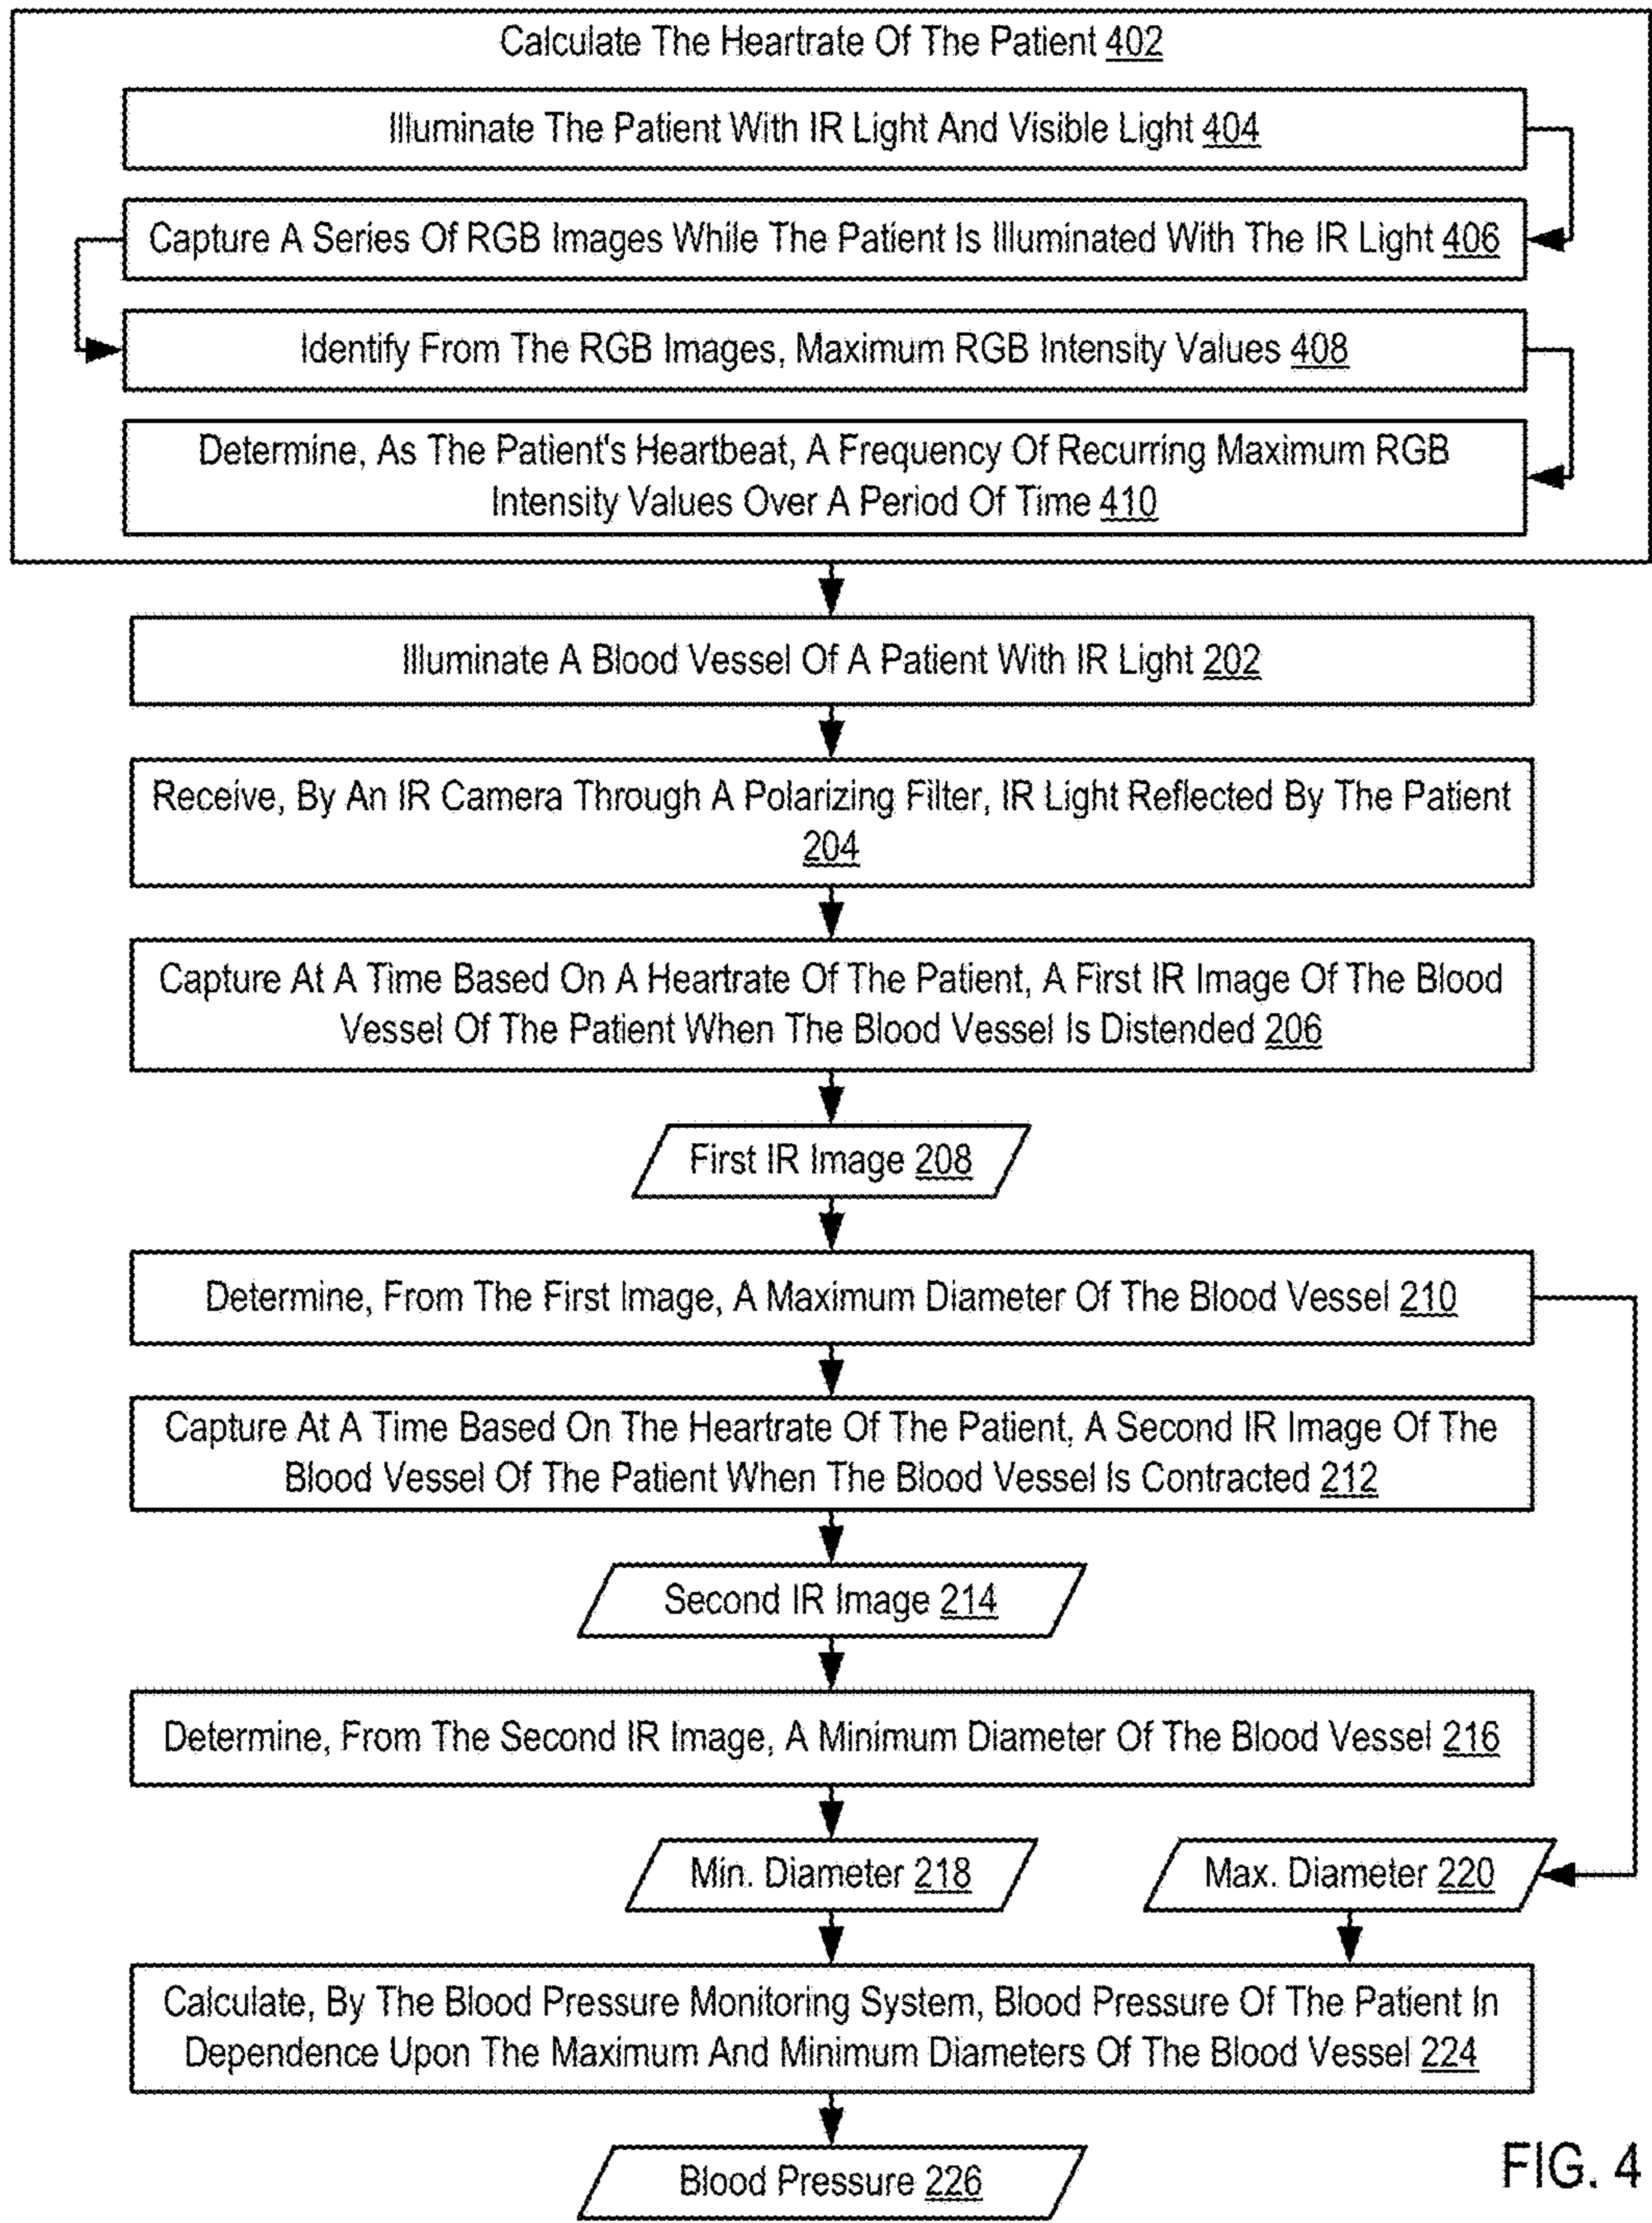 Calculate The Heartrate Of The Patient 402
Illuminate The Patient With IR Light And Visible Light 404
Capture A Series Of RGB Images While The Patient Is Illuminated With The IR Light 406
Identify From The RGB Images, Maximum RGB Intensity Values 408
Determine, As The Patient's Heartbeat, A Frequency Of Recurring Maximum RGB
Intensity Values Over A Period Of Time 410
Illuminate A Blood Vessel Of A Patient With IR Light 202
Receive, By An IR Camera Through A Polarizing Filter, IR Light Reflected By The Patient
204
Capture At A Time Based On A Heartrate Of The Patient, A First IR Image Of The Blood
Vessel Of The Patient When The Blood Vessel Is Distended 206
First IR Image 208
Determine, From The First Image, A Maximum Diameter Of The Blood Vessel 210
Capture At A Time Based On The Heartrate Of The Patient, A Second IR Image Of The
Blood Vessel Of The Patient When The Blood Vessel Is Contracted 212
Second IR Image 214
Determine, From The Second IR Image, A Minimum Diameter Of The Blood Vessel 216
Min. Diameter 218
Max. Diameter 220
Calculate, By The Blood Pressure Monitoring System, Blood Pressure Of The Patient In
Dependence Upon The Maximum And Minimum Diameters Of The Blood Vessel 224
Blood Pressure 226
FIG. 4